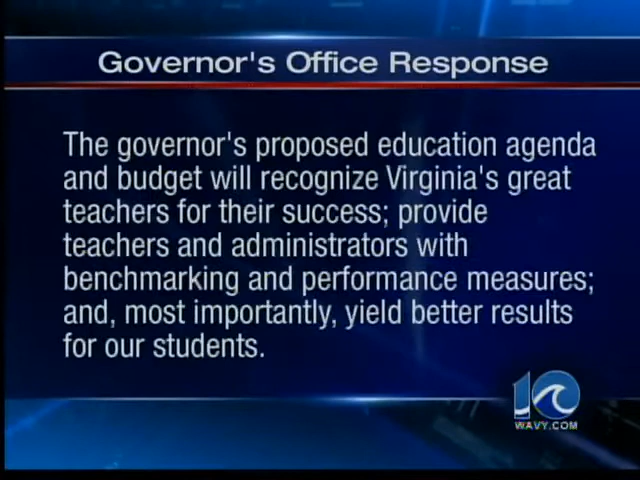 Governor's Office Response
The governor's proposed education agenda
and budget will recognize Virginia's great
teachers for their success; provide
teachers and administrators with
benchmarking and performance measures;
and, most importantly, yield better results
for our students.
10
WAVY.COM